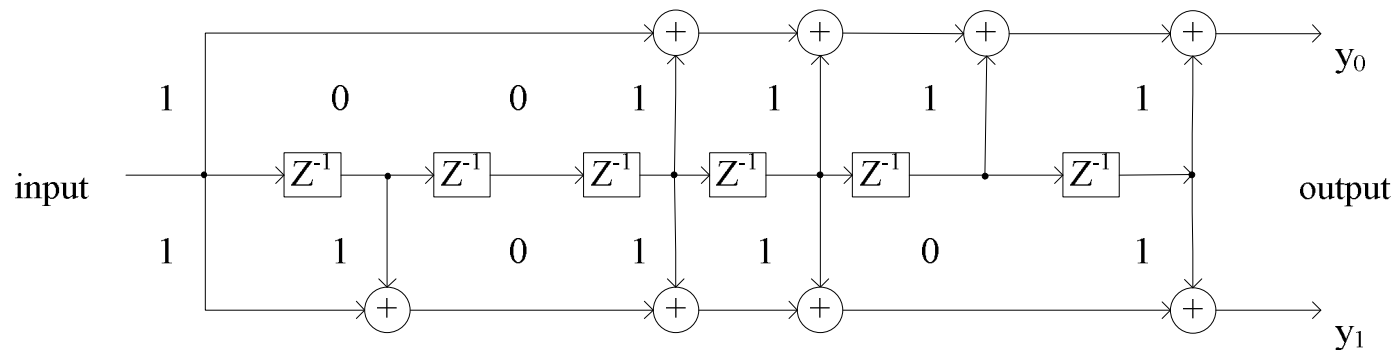 + + + +
y₀
1 0 0 1 1 1 1
input Z⁻¹ Z⁻¹ Z⁻¹ Z⁻¹ Z⁻¹ Z⁻¹ output
1 1 0 1 1 0 1
+ + + +
y₁